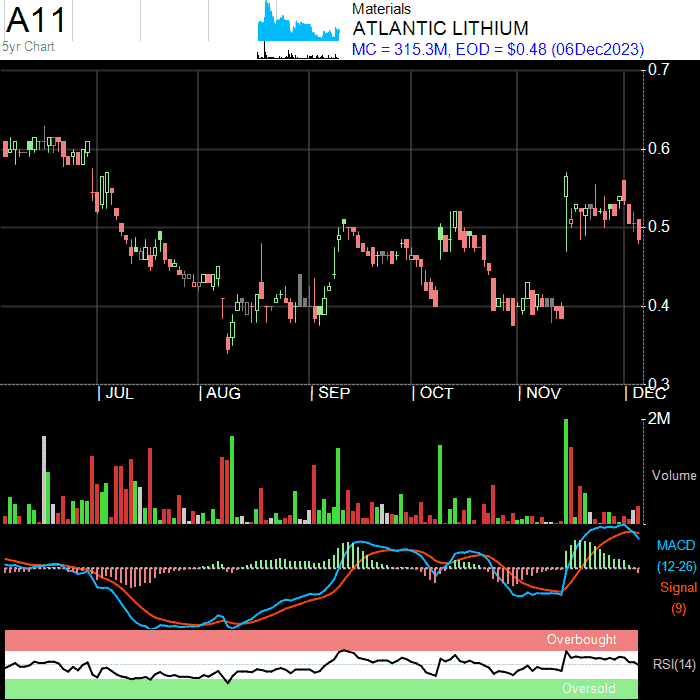 A11
5yr Chart
Materials
ATLANTIC LITHIUM
MC = 315.3M, EOD = $0.48 (06Dec2023)
0.7
0.6
0.5
0.4
0.3
| JUL | AUG | SEP | OCT | NOV | DEC
2M
Volume
MACD
(12-26)
Signal
(9)
Overbought
RSI(14)
Oversold